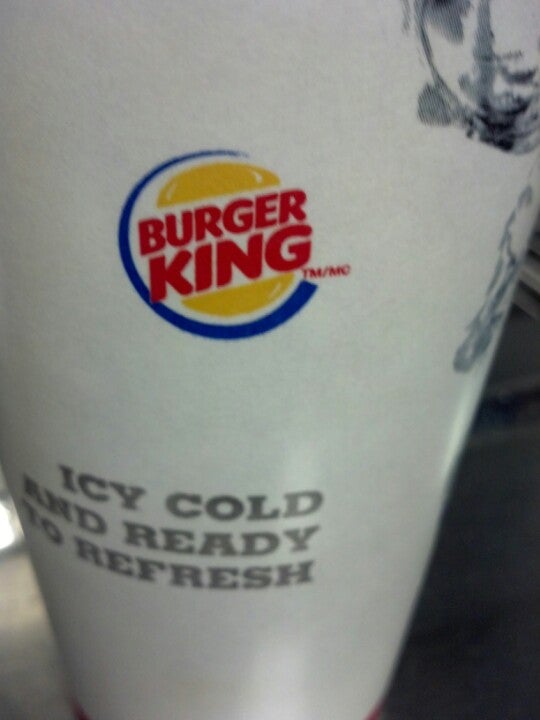 BURGER
KING
TM/MC
ICY COLD
AND READY
TO REFRESH